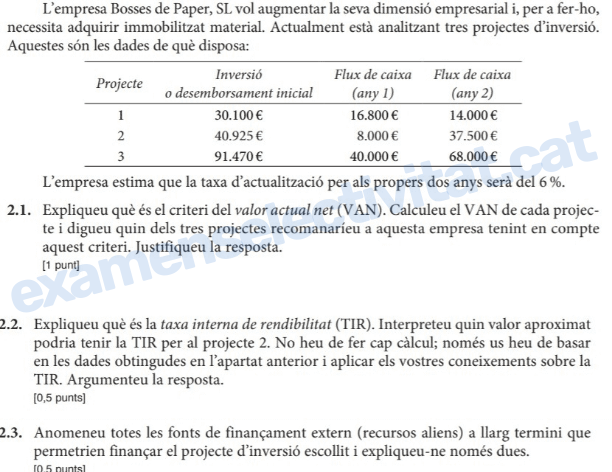 L'empresa Bosses de Paper, SL vol augmentar la seva dimensió empresarial i, per a fer-ho,
necessita adquirir immobilitzat material. Actualment està analitzant tres projectes d'inversió.
Aquestes són les dades de què disposa:
Projecte Inversió o desemborsament inicial Flux de caixa (any 1) Flux de caixa (any 2)
1 30.100 € 16.800 € 14.000 €
2 40.925 € 8.000 € 37.500 €
3 91.470 € 40.000 € 68.000 €
L'empresa estima que la taxa d'actualització per als propers dos anys serà del 6 %.
2.1. Expliqueu què és el criteri del valor actual net (VAN). Calculeu el VAN de cada projec-
te i digueu quin dels tres projectes recomanaríeu a aquesta empresa tenint en compte
aquest criteri. Justifiqueu la resposta.
[1 punt]
examenselectivitat.cat
2.2. Expliqueu què és la taxa interna de rendibilitat (TIR). Interpreteu quin valor aproximat
podria tenir la TIR per al projecte 2. No heu de fer cap càlcul; només us heu de basar
en les dades obtingudes en l'apartat anterior i aplicar els vostres coneixements sobre la
TIR. Argumenteu la resposta.
[0,5 punts]
2.3. Anomeneu totes les fonts de finançament extern (recursos aliens) a llarg termini que
permetrien finançar el projecte d'inversió escollit i expliqueu-ne només dues.
[0,5 punts]